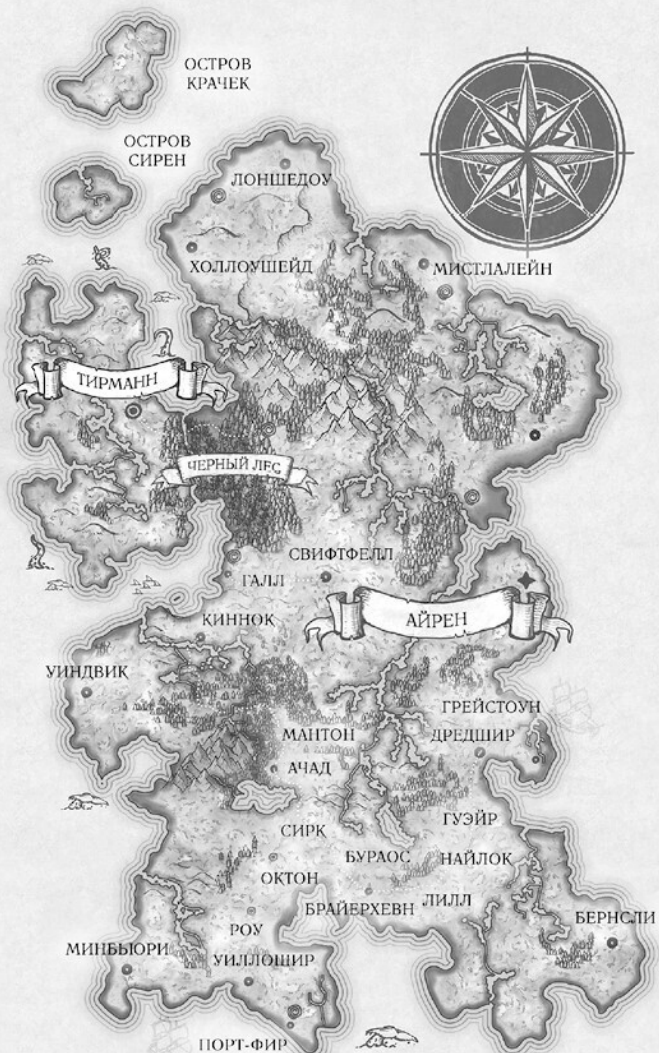 ОСТРОВ
КРАЧЕК
ОСТРОВ
СИРЕН
ЛОНШЕДОУ
ХОЛЛОУШЕЙД
МИСТЛАЛЕЙН
ТИРМАНН
ЧЕРНЫЙ ЛЕС
СВИФТФЕЛЛ
ГАЛЛ
АЙРЕН
КИННОК
УИНДВИК
ГРЕЙСТОУН
МАНТОН
ДРЕДШИР
АЧАД
ГУЭЙР
СИРК
БУРАОС
НАЙЛОК
ОКТОН
ЛИЛЛ
БРАЙЕРХЕВН
БЕРНСЛИ
РОУ
МИНБЬЮРИ
УИЛЛОШИР
ПОРТ-ФИР